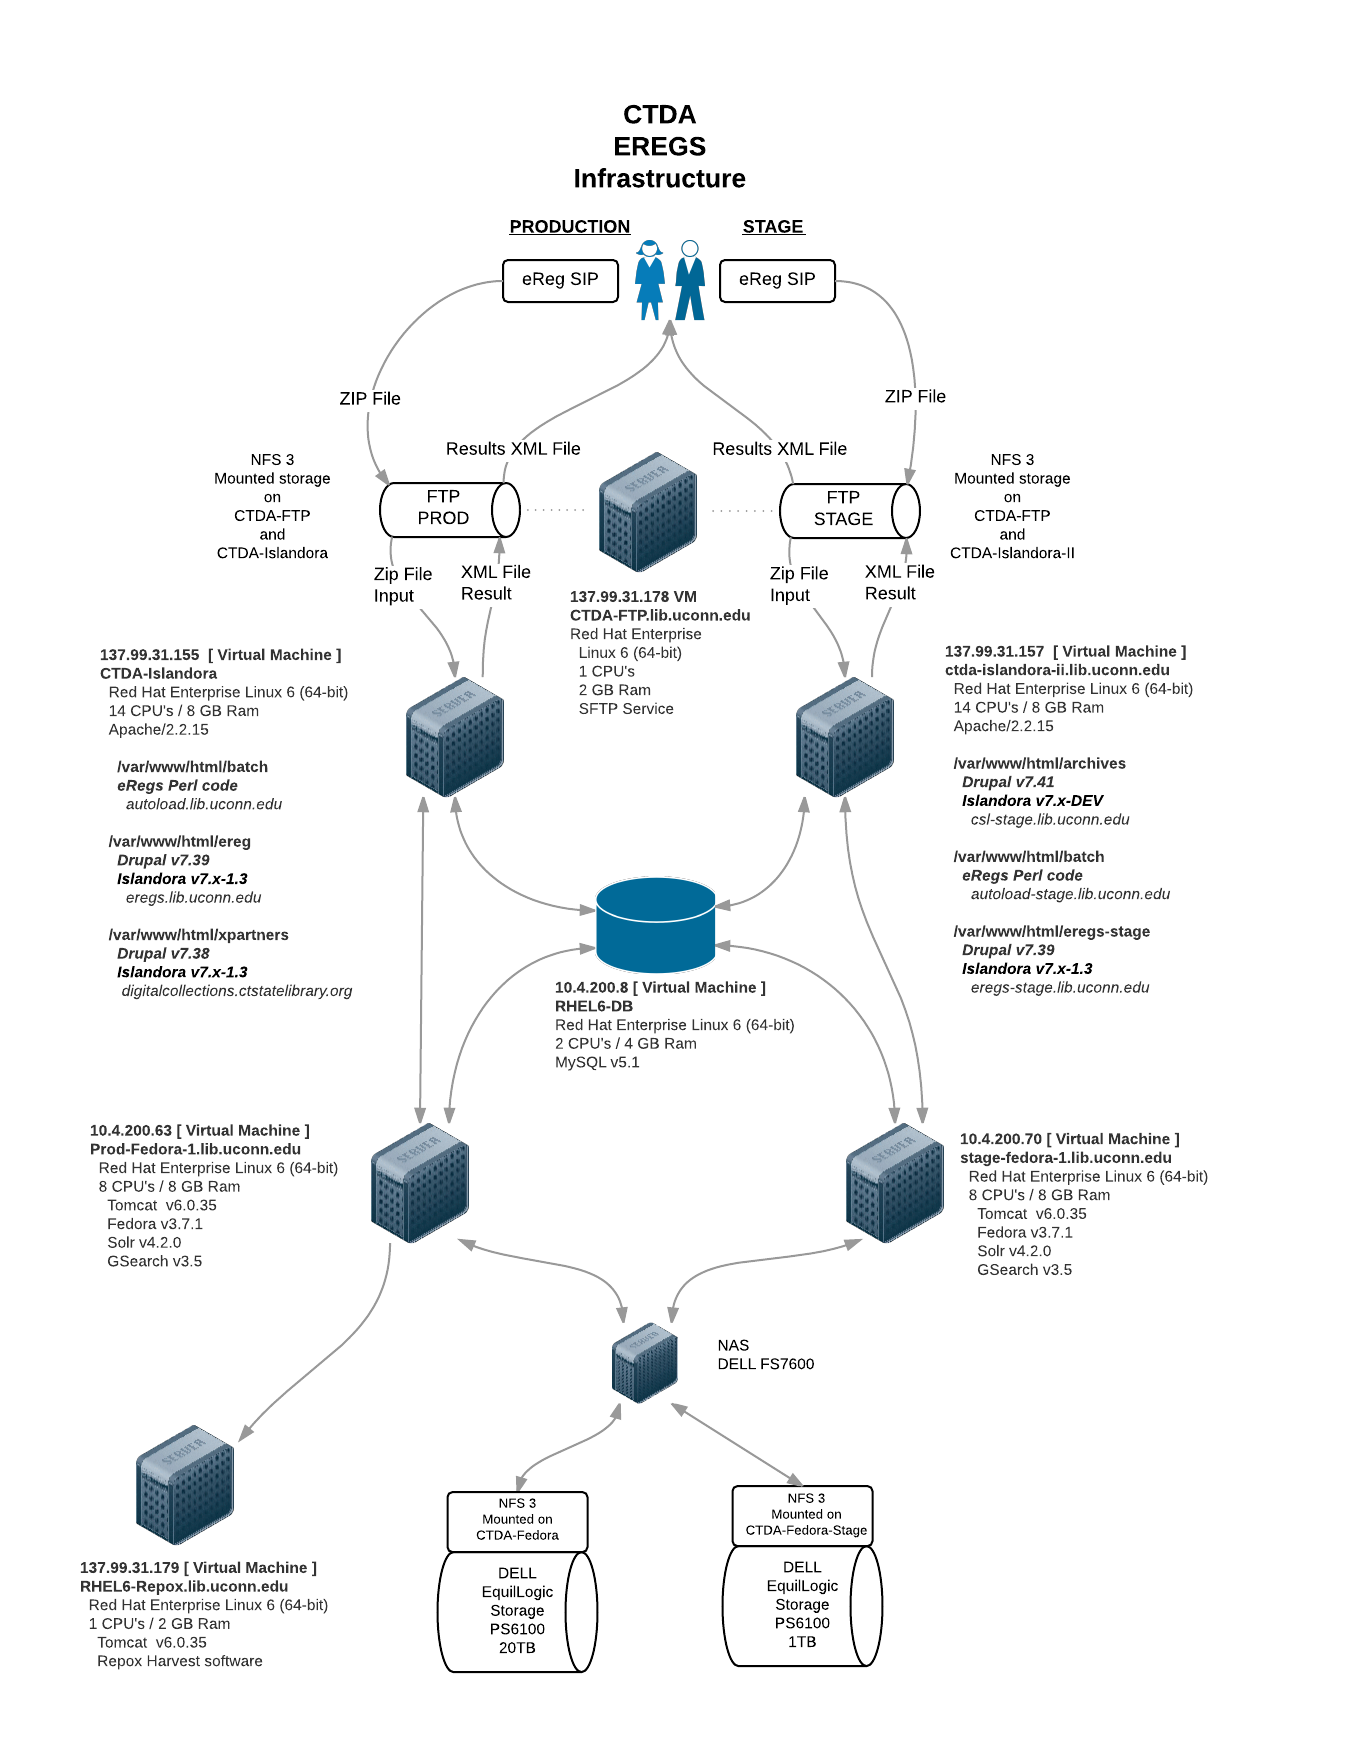 CTDA
EREGS
Infrastructure
PRODUCTION
STAGE
eReg SIP
eReg SIP
ZIP File
ZIP File
Results XML File
Results XML File
NFS 3
Mounted storage
on
CTDA-FTP
and
CTDA-Islandora
FTP
PROD
SERVER
FTP
STAGE
NFS 3
Mounted storage
on
CTDA-FTP
and
CTDA-Islandora-II
Zip File
Input
XML File
Result
Zip File
Input
XML File
Result
137.99.31.178 VM
CTDA-FTP.lib.uconn.edu
Red Hat Enterprise
Linux 6 (64-bit)
1 CPU's
2 GB Ram
SFTP Service
137.99.31.155  [ Virtual Machine ]
CTDA-Islandora
Red Hat Enterprise Linux 6 (64-bit)
14 CPU's / 8 GB Ram
Apache/2.2.15
/var/www/html/batch
eRegs Perl code
autoload.lib.uconn.edu
/var/www/html/ereg
Drupal v7.39
Islandora v7.x-1.3
eregs.lib.uconn.edu
/var/www/html/xpartners
Drupal v7.38
Islandora v7.x-1.3
digitalcollections.ctstatelibrary.org
SERVER
SERVER
137.99.31.157  [ Virtual Machine ]
ctda-islandora-ii.lib.uconn.edu
Red Hat Enterprise Linux 6 (64-bit)
14 CPU's / 8 GB Ram
Apache/2.2.15
/var/www/html/archives
Drupal v7.41
Islandora v7.x-DEV
csl-stage.lib.uconn.edu
/var/www/html/batch
eRegs Perl code
autoload-stage.lib.uconn.edu
/var/www/html/eregs-stage
Drupal v7.39
Islandora v7.x-1.3
eregs-stage.lib.uconn.edu
10.4.200.8 [ Virtual Machine ]
RHEL6-DB
Red Hat Enterprise Linux 6 (64-bit)
2 CPU's / 4 GB Ram
MySQL v5.1
10.4.200.63 [ Virtual Machine ]
Prod-Fedora-1.lib.uconn.edu
Red Hat Enterprise Linux 6 (64-bit)
8 CPU's / 8 GB Ram
Tomcat  v6.0.35
Fedora v3.7.1
Solr v4.2.0
GSearch v3.5
SERVER
SERVER
10.4.200.70 [ Virtual Machine ]
stage-fedora-1.lib.uconn.edu
Red Hat Enterprise Linux 6 (64-bit)
8 CPU's / 8 GB Ram
Tomcat  v6.0.35
Fedora v3.7.1
Solr v4.2.0
GSearch v3.5
SERVER
NAS
DELL FS7600
SERVER
137.99.31.179 [ Virtual Machine ]
RHEL6-Repox.lib.uconn.edu
Red Hat Enterprise Linux 6 (64-bit)
1 CPU's / 2 GB Ram
Tomcat  v6.0.35
Repox Harvest software
NFS 3
Mounted on
CTDA-Fedora
DELL
EquilLogic
Storage
PS6100
20TB
NFS 3
Mounted on
CTDA-Fedora-Stage
DELL
EquilLogic
Storage
PS6100
1TB